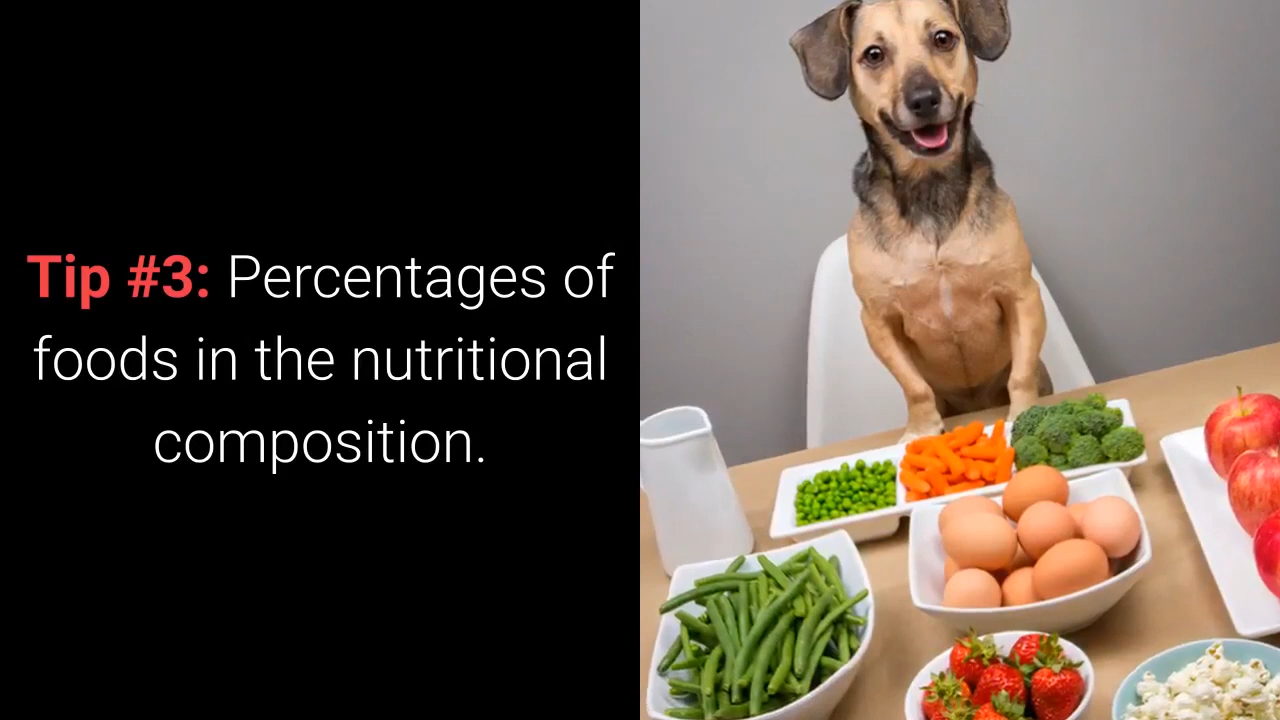 Tip #3: Percentages of
foods in the nutritional
composition.